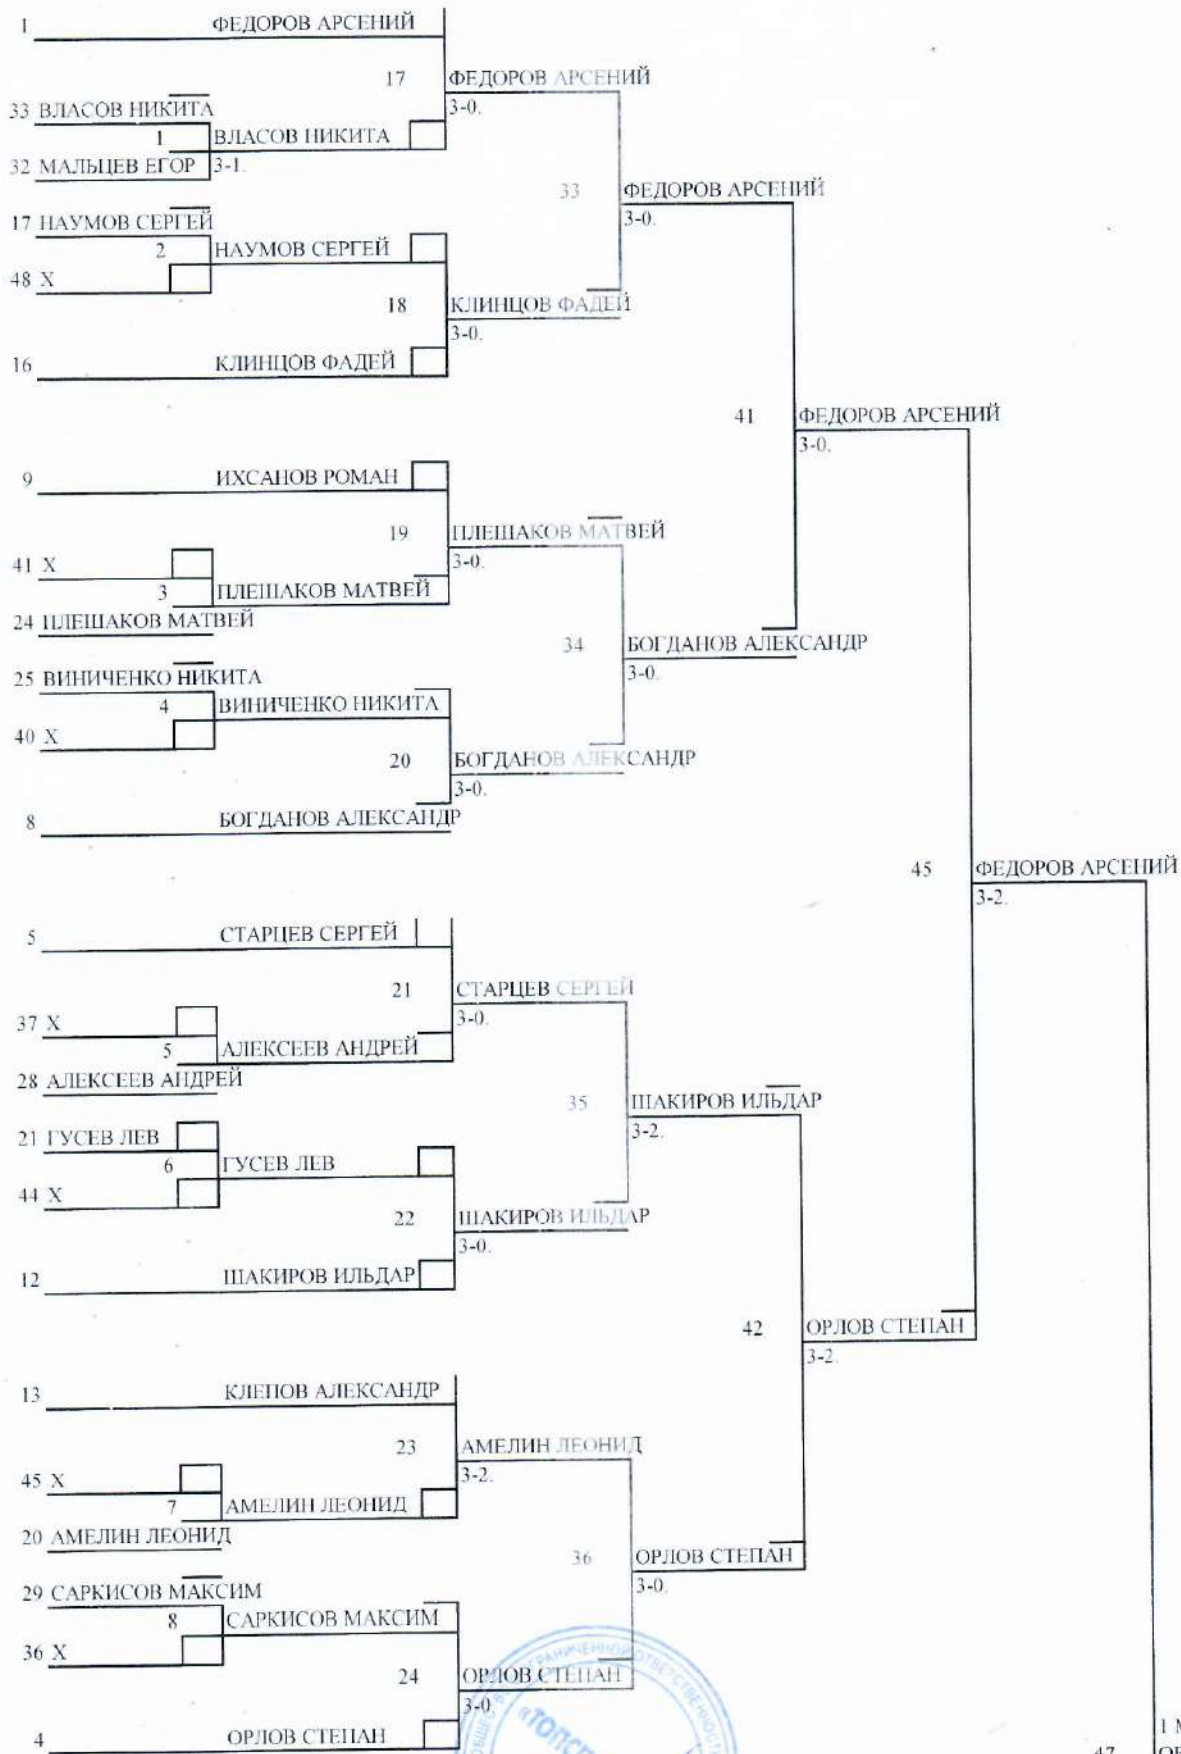 1 ФЕДОРОВ АРСЕНИЙ
17 ФЕДОРОВ АРСЕНИЙ
33 ВЛАСОВ НИКИТА
3-0.
1 ВЛАСОВ НИКИТА
32 МАЛЬЦЕВ ЕГОР 3-1.
33 ФЕДОРОВ АРСЕНИЙ
17 НАУМОВ СЕРГЕЙ
3-0.
2 НАУМОВ СЕРГЕЙ
48 X
18 КЛИНЦОВ ФАДЕЙ
3-0.
16 КЛИНЦОВ ФАДЕЙ
41 ФЕДОРОВ АРСЕНИЙ
3-0.
9 ИХСАНОВ РОМАН
19 ПЛЕШАКОВ МАТВЕЙ
3-0.
41 X
3 ПЛЕШАКОВ МАТВЕЙ
24 ПЛЕШАКОВ МАТВЕЙ
34 БОГДАНОВ АЛЕКСАНДР
3-0.
25 ВИНИЧЕНКО НИКИТА
4 ВИНИЧЕНКО НИКИТА
40 X
20 БОГДАНОВ АЛЕКСАНДР
3-0.
8 БОГДАНОВ АЛЕКСАНДР
45 ФЕДОРОВ АРСЕНИЙ
3-2.
5 СТАРЦЕВ СЕРГЕЙ
21 СТАРЦЕВ СЕРГЕЙ
3-0.
37 X
5 АЛЕКСЕЕВ АНДРЕЙ
28 АЛЕКСЕЕВ АНДРЕЙ
35 ШАКИРОВ ИЛЬДАР
3-2.
21 ГУСЕВ ЛЕВ
6 ГУСЕВ ЛЕВ
44 X
22 ШАКИРОВ ИЛЬДАР
3-0.
12 ШАКИРОВ ИЛЬДАР
42 ОРЛОВ СТЕПАН
3-2.
13 КЛЕПОВ АЛЕКСАНДР
23 АМЕЛИН ЛЕОНИД
3-2.
45 X
7 АМЕЛИН ЛЕОНИД
20 АМЕЛИН ЛЕОНИД
36 ОРЛОВ СТЕПАН
3-0.
29 САРКИСОВ МАКСИМ
8 САРКИСОВ МАКСИМ
36 X
24 ОРЛОВ СТЕПАН
3-0
4 ОРЛОВ СТЕПАН
1
47